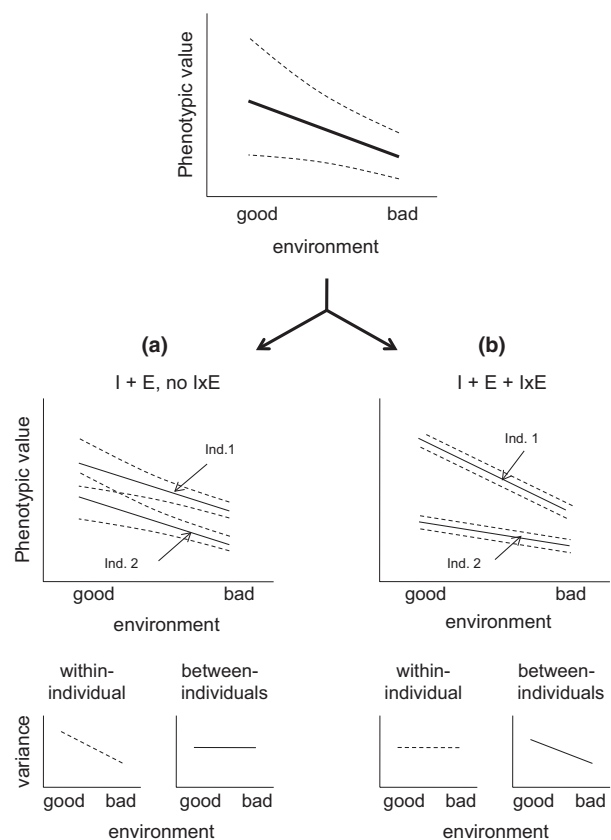 Phenotypic value
good bad
environment
(a) (b)
I + E, no IxE I + E + IxE
Phenotypic value
Ind.1 Ind. 1
Ind. 2 Ind. 2
good bad good bad
environment environment
within-individual between-individuals within-individual between-individuals
variance
good bad good bad good bad good bad
environment environment